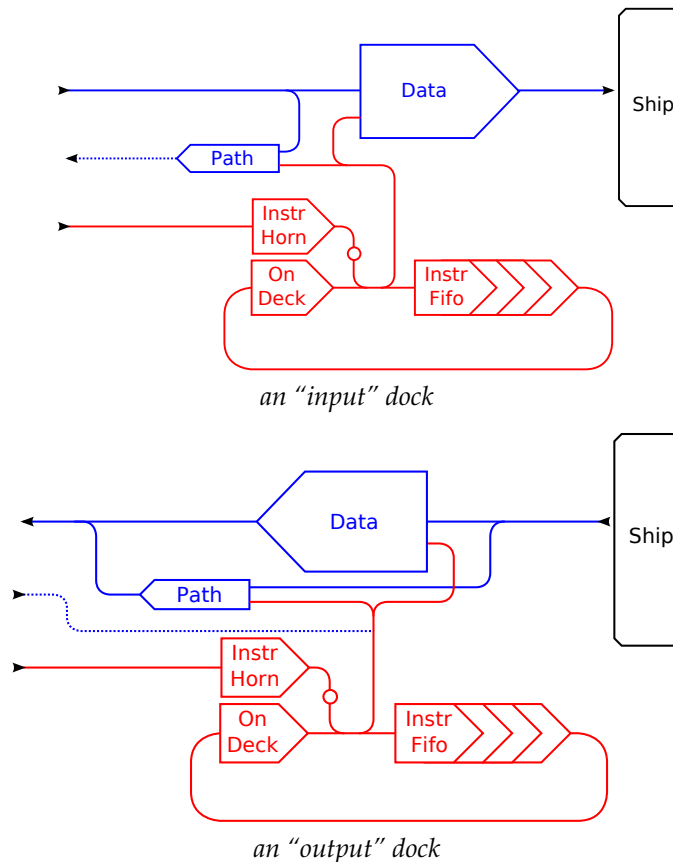 Data
Ship
Path
Instr
Horn
On
Deck
Instr
Fifo
an “input” dock
Data
Ship
Path
Instr
Horn
On
Deck
Instr
Fifo
an “output” dock